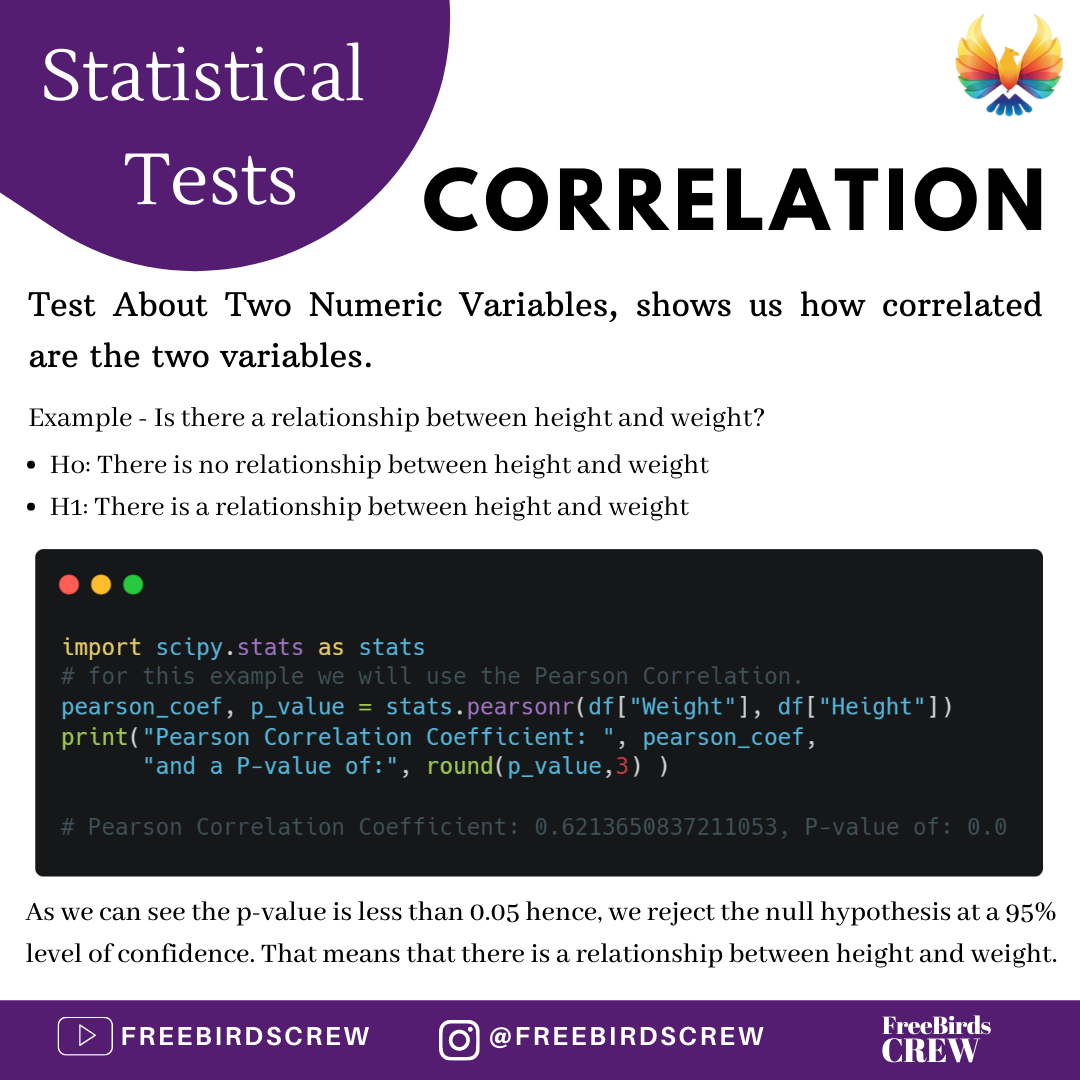 Statistical
Tests
CORRELATION
Test About Two Numeric Variables, shows us how correlated
are the two variables.
Example - Is there a relationship between height and weight?
• Ho: There is no relationship between height and weight
• H1: There is a relationship between height and weight
import scipy.stats as stats
# for this example we will use the Pearson Correlation.
pearson_coef, p_value = stats.pearsonr(df["Weight"], df["Height"])
print("Pearson Correlation Coefficient: ", pearson_coef,
      "and a P-value of:", round(p_value,3) )
# Pearson Correlation Coefficient: 0.6213650837211053, P-value of: 0.0
As we can see the p-value is less than 0.05 hence, we reject the null hypothesis at a 95%
level of confidence. That means that there is a relationship between height and weight.
FREEBIRDSCREW
@FREEBIRDSCREW
FreeBirds
CREW